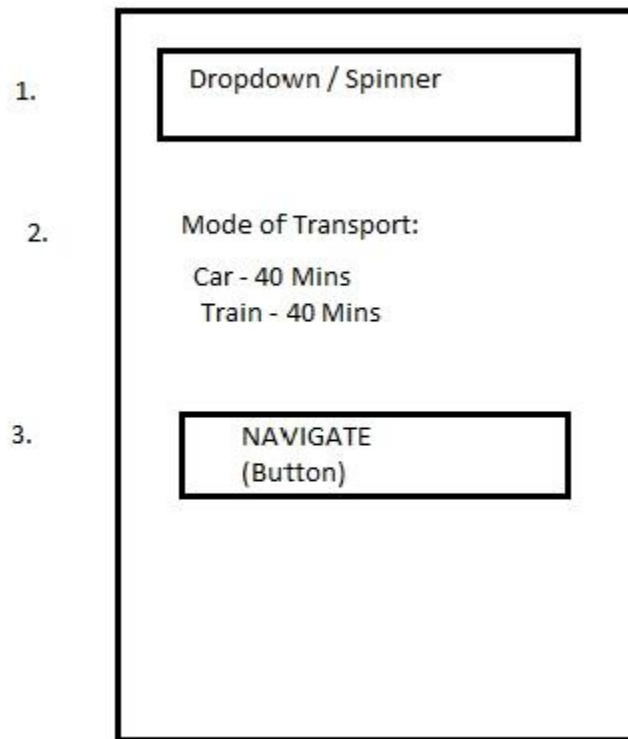 1.
Dropdown / Spinner
2.
Mode of Transport:
Car - 40 Mins
Train - 40 Mins
3.
NAVIGATE
(Button)